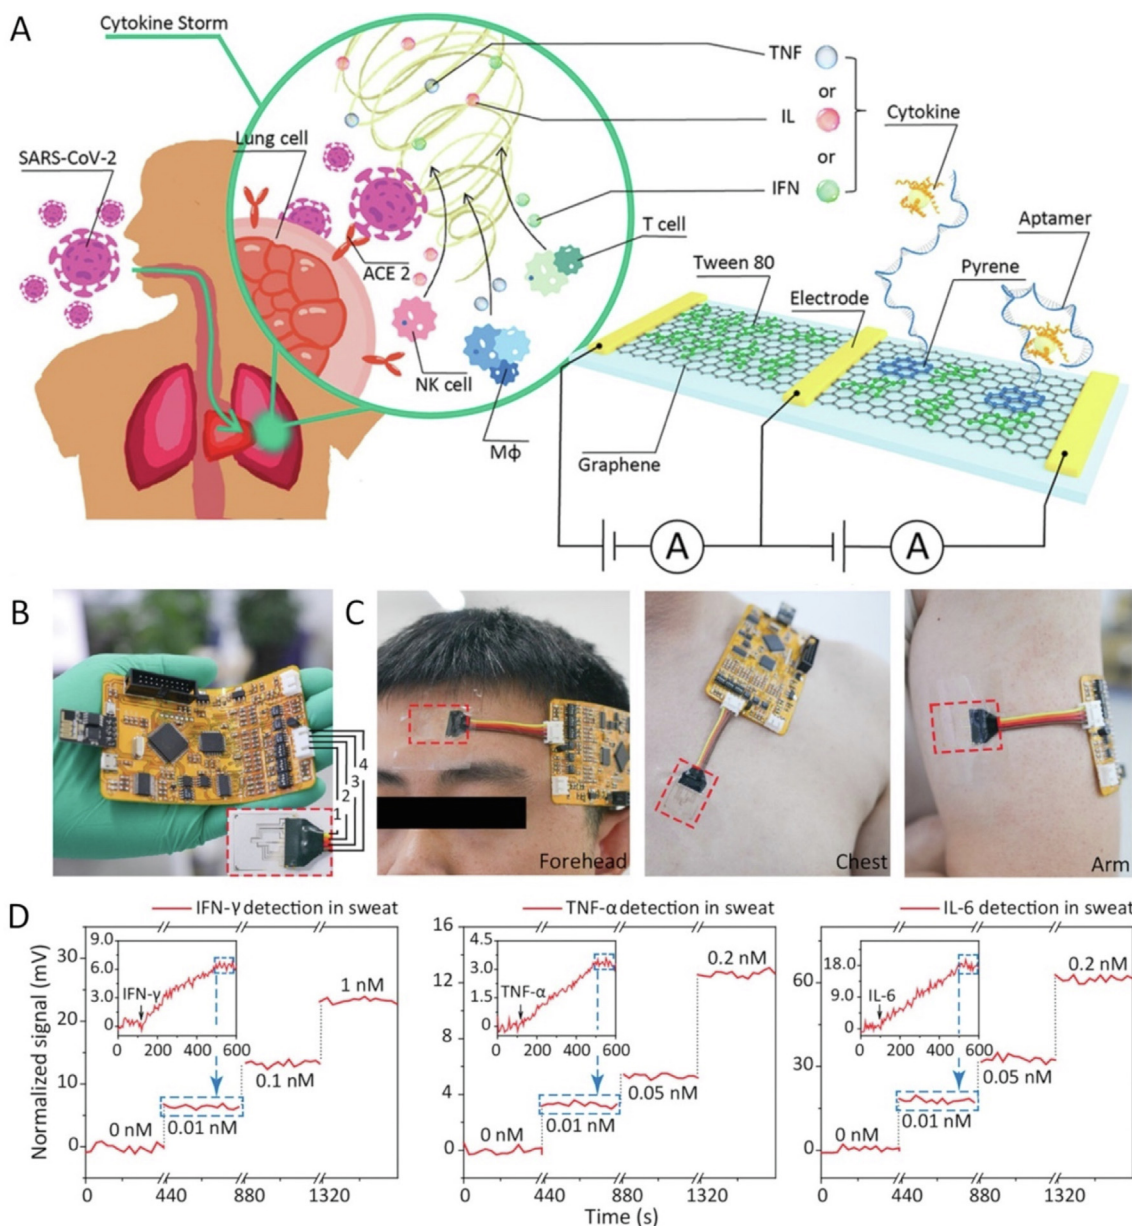 A
Cytokine Storm
TNF
or
IL
or
IFN
Cytokine
Lung cell
SARS-CoV-2
ACE 2
T cell
Aptamer
Tween 80
Pyrene
Electrode
NK cell
Mϕ
Graphene
A
A
B
4
3
2
1
C
Forehead
Chest
Arm
D
IFN-γ detection in sweat
TNF-α detection in sweat
IL-6 detection in sweat
Normalized signal (mV)
30
20
10
0
9.0
6.0
3.0
0
IFN-γ
0 200 400 600
0 nM
0.01 nM
0.1 nM
1 nM
0 440 880 1320
16
12
8
4
0
4.5
3.0
1.5
0
TNF-α
0 200 400 600
0 nM
0.01 nM
0.05 nM
0.2 nM
0 440 880 1320
60
30
0
18.0
9.0
0
IL-6
0 200 400 600
0 nM
0.01 nM
0.05 nM
0.2 nM
0 440 880 1320
Time (s)